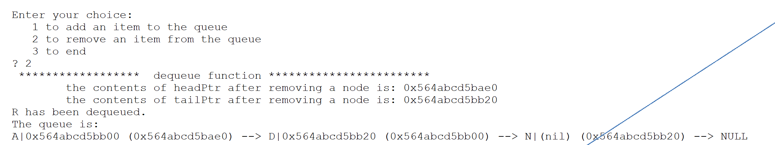 Enter your choice:
1 to add an item to the queue
2 to remove an item from the queue
3 to end
? 2
****************** dequeue function ************************
the contents of headPtr after removing a node is: 0x564abcd5bae0
the contents of tailPtr after removing a node is: 0x564abcd5bb20
R has been dequeued.
The queue is:
A|0x564abcd5bb00 (0x564abcd5bae0) --> D|0x564abcd5bb20 (0x564abcd5bb00) --> N|(nil) (0x564abcd5bb20) --> NULL